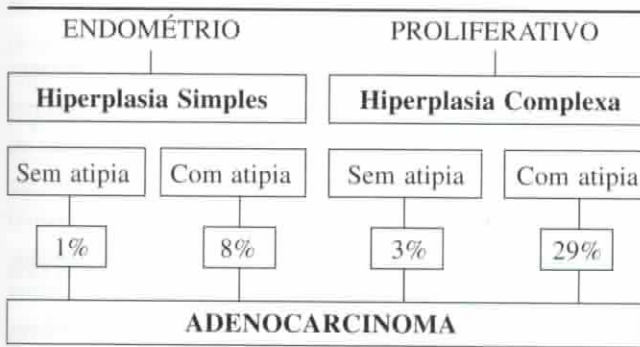 ENDOMÉTRIO PROLIFERATIVO
Hiperplasia Simples Hiperplasia Complexa
Sem atipia Com atipia Sem atipia Com atipia
1% 8% 3% 29%
ADENOCARCINOMA